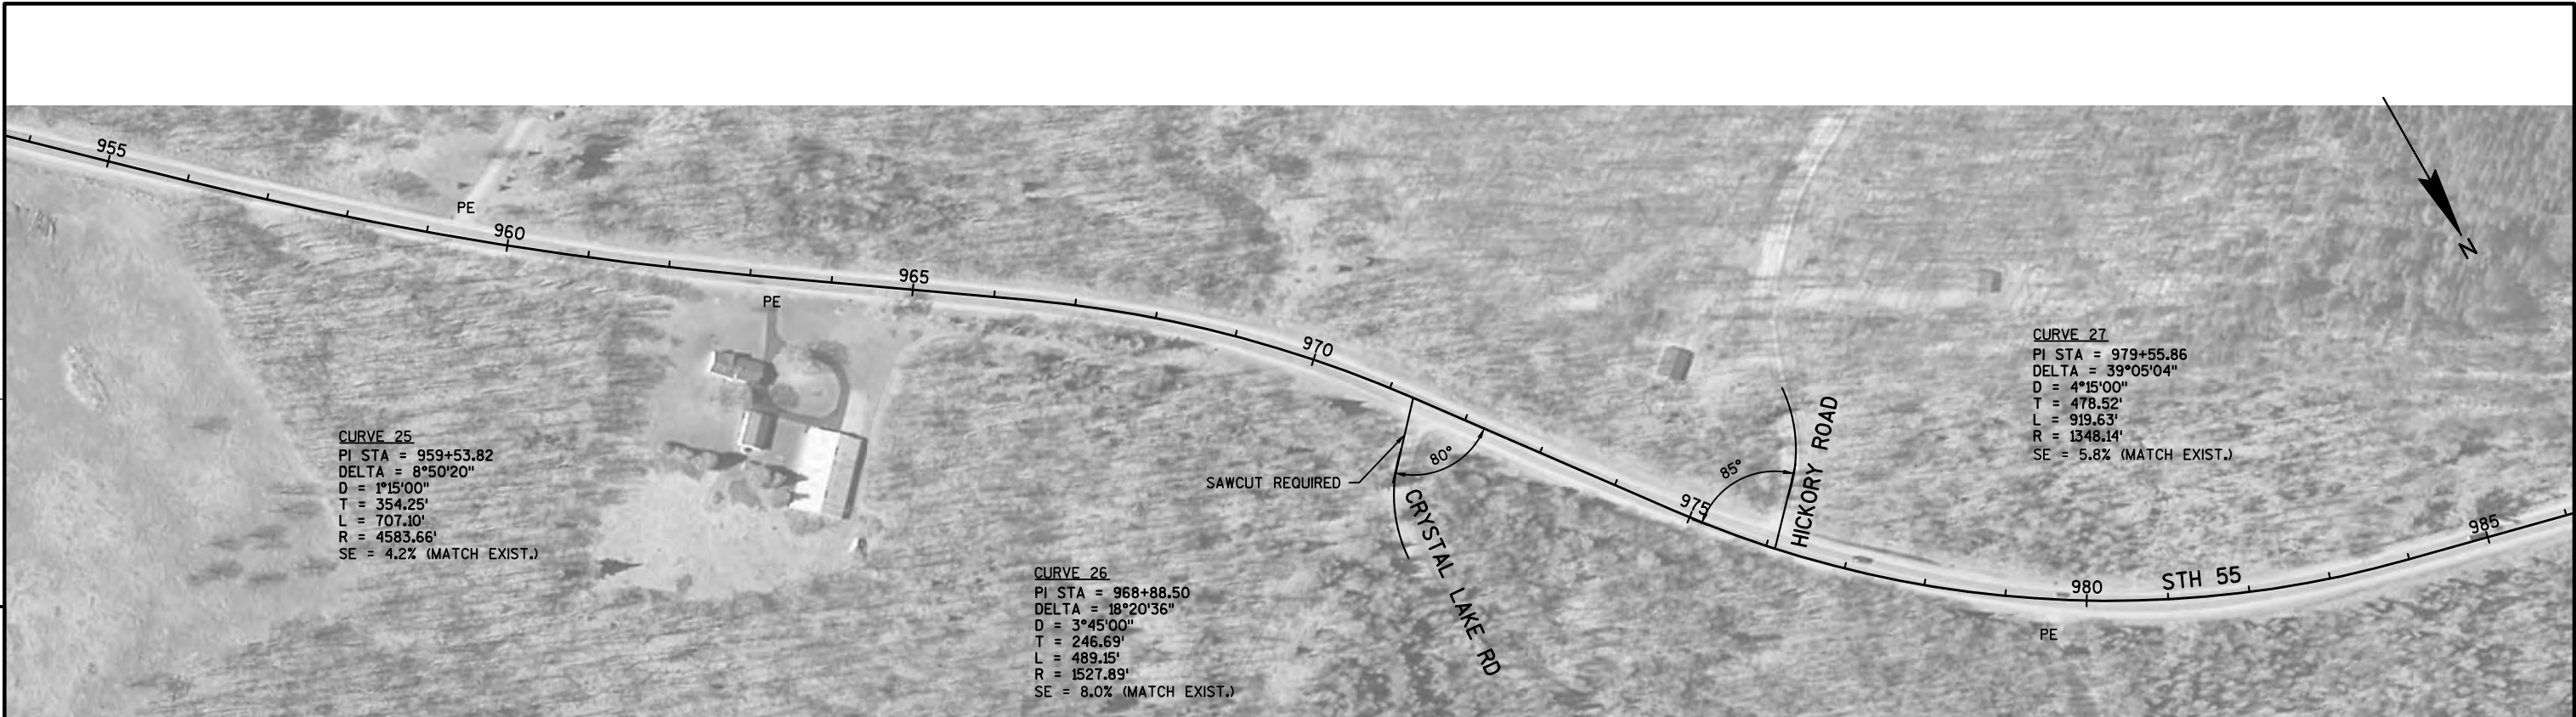 955
PE
960
PE
965
970
975
980
985
N
CURVE 25
PI STA = 959+53.82
DELTA = 8°50'20"
D = 1°15'00"
T = 354.25'
L = 707.10'
R = 4583.66'
SE = 4.2% (MATCH EXIST.)
CURVE 26
PI STA = 968+88.50
DELTA = 18°20'36"
D = 3°45'00"
T = 246.69'
L = 489.15'
R = 1527.89'
SE = 8.0% (MATCH EXIST.)
SAWCUT REQUIRED
80°
CRYSTAL LAKE RD
85°
HICKORY ROAD
CURVE 27
PI STA = 979+55.86
DELTA = 39°05'04"
D = 4°15'00"
T = 478.52'
L = 919.63'
R = 1348.14'
SE = 5.8% (MATCH EXIST.)
STH 55
PE